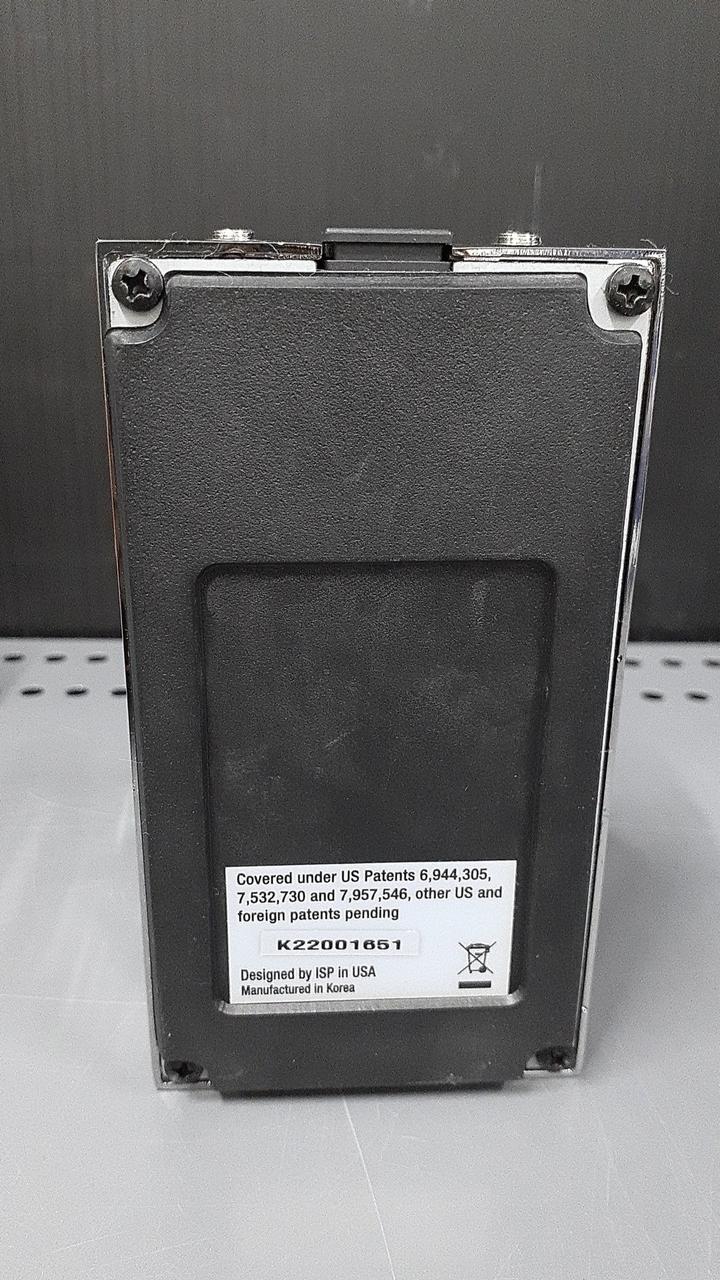 Covered under US Patents 6,944,305,
7,532,730 and 7,957,546, other US and
foreign patents pending
K22001651
Designed by ISP in USA
Manufactured in Korea